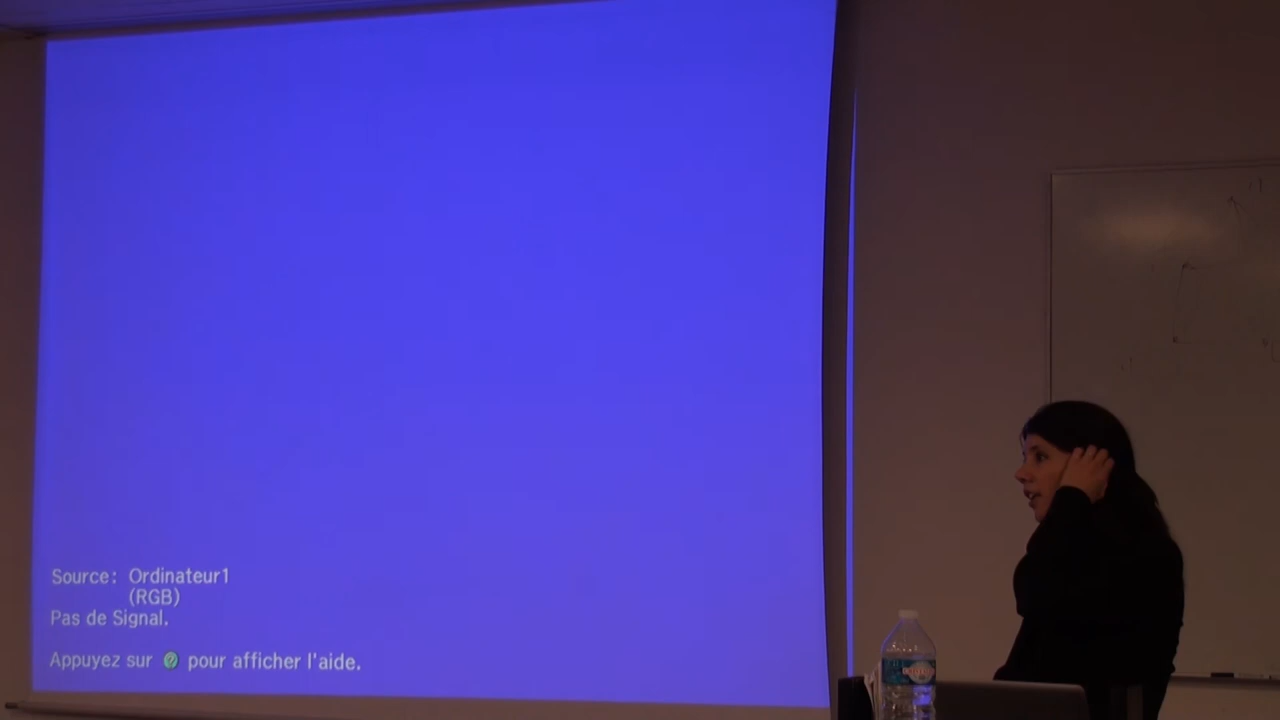 Source: Ordinateur1
(RGB)
Pas de Signal.
Appuyez sur ? pour afficher l'aide.